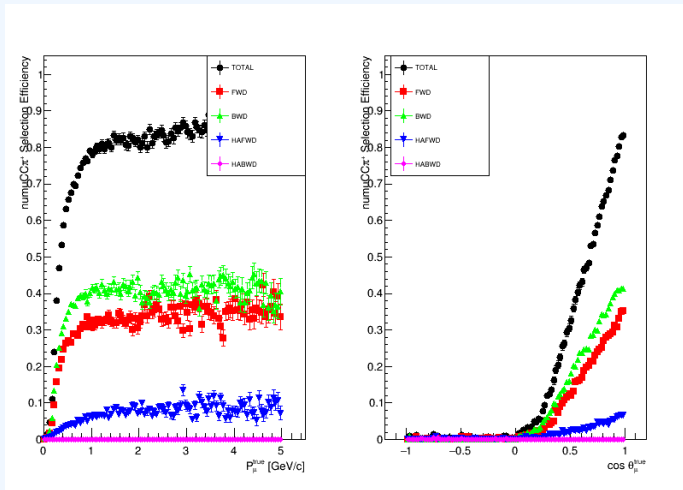 numuCCπ⁺ Selection Efficiency
1
0.9
0.8
0.7
0.6
0.5
0.4
0.3
0.2
0.1
0
0 1 2 3 4 5
P_μ^true [GeV/c]
TOTAL
FWD
BWD
HAFWD
HABWD
numuCCπ⁺ Selection Efficiency
1
0.9
0.8
0.7
0.6
0.5
0.4
0.3
0.2
0.1
0
−1 −0.5 0 0.5 1
cos θ_μ^true
TOTAL
FWD
BWD
HAFWD
HABWD